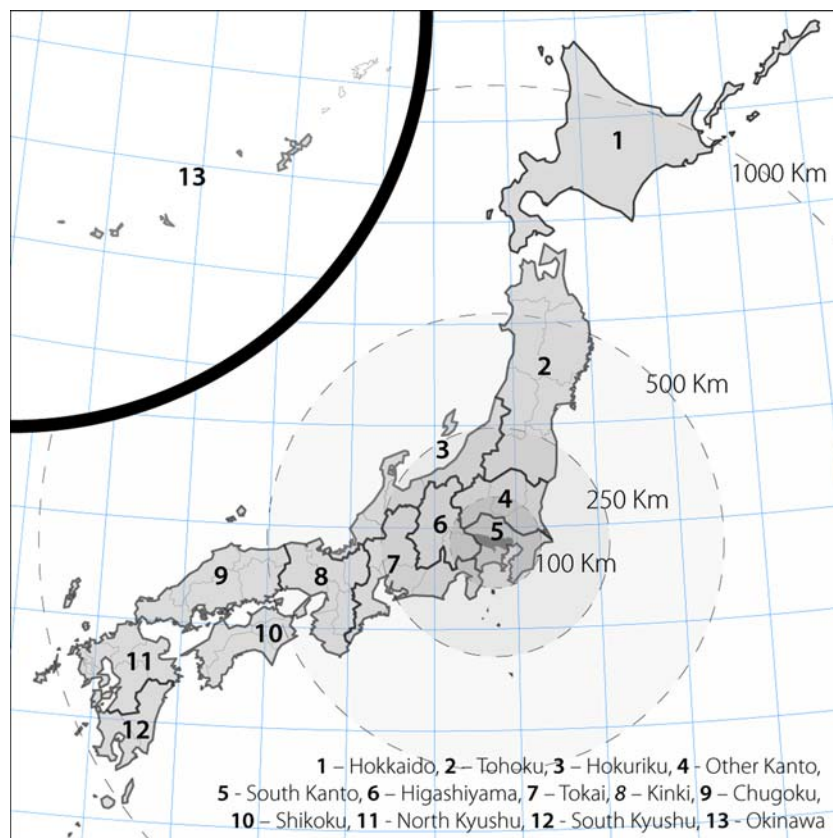 13
1
1000 Km
2
500 Km
3
4
250 Km
6
5
7
100 Km
9
8
10
11
12
1 – Hokkaido, 2 – Tohoku, 3 – Hokuriku, 4 - Other Kanto,
5 - South Kanto, 6 – Higashiyama, 7 – Tokai, 8 – Kinki, 9 – Chugoku,
10 – Shikoku, 11 - North Kyushu, 12 – South Kyushu, 13 - Okinawa